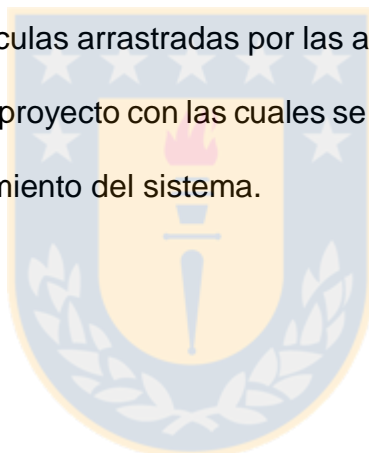 culas arrastradas por las a
proyecto con las cuales se
miento del sistema.